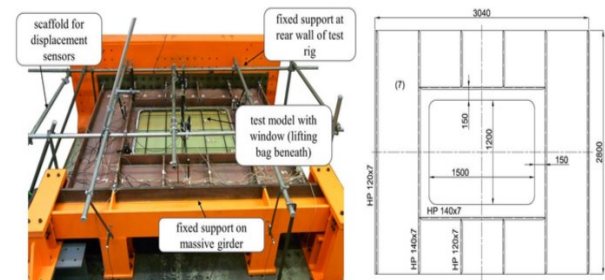 scaffold for
displacement
sensors
fixed support at
rear wall of test
rig
test model with
window (lifting
bag beneath)
fixed support on
massive girder
3040
(7)
150
1200
1500
150
2800
HP 140x7
HP 120x7
HP 140x7
HP 120x7